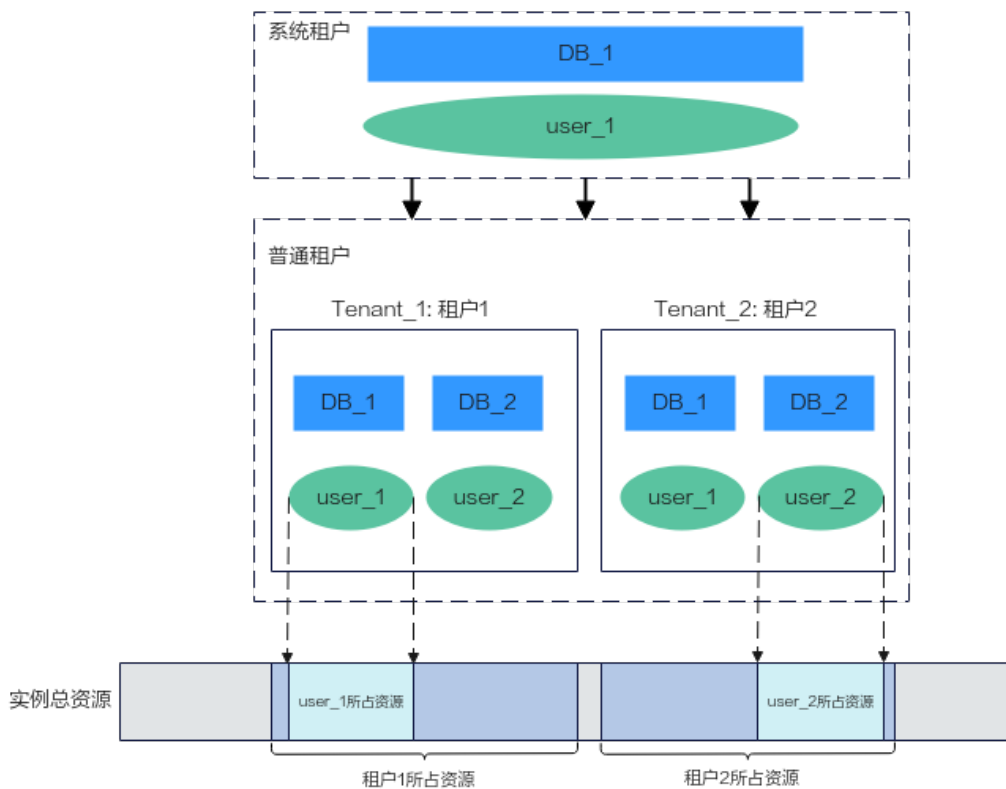 系统租户
DB_1
user_1
普通租户
Tenant_1: 租户1
Tenant_2: 租户2
DB_1
DB_2
DB_1
DB_2
user_1
user_2
user_1
user_2
实例总资源
user_1所占资源
user_2所占资源
租户1所占资源
租户2所占资源